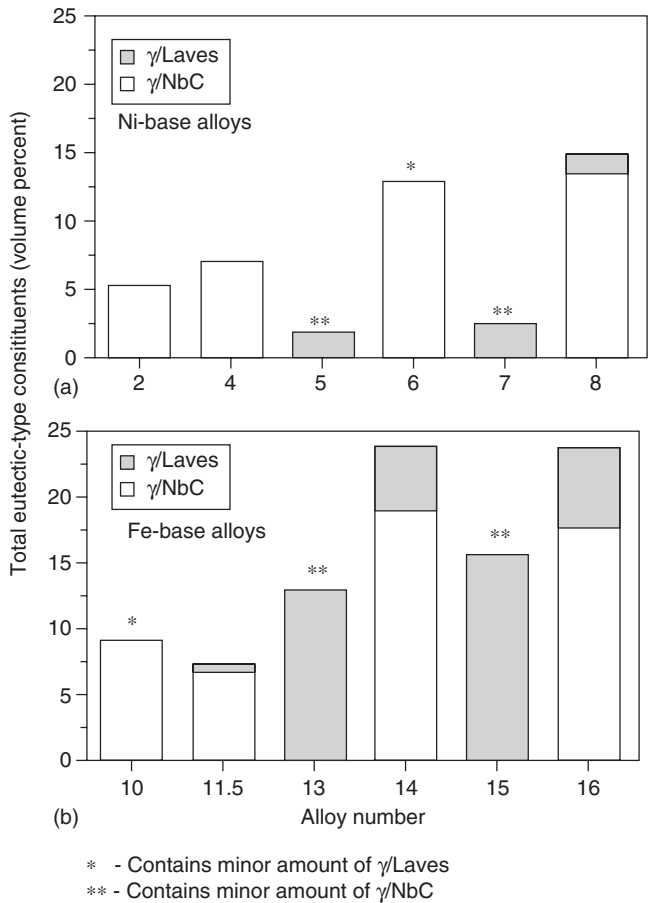 Total eutectic-type consitituents (volume percent)
25
20
15
10
5
0
γ/Laves
γ/NbC
Ni-base alloys
**
*
**
2 4 5 6 7 8
(a)
25
20
15
10
5
0
γ/Laves
γ/NbC
Fe-base alloys
*
**
**
10 11.5 13 14 15 16
(b)
Alloy number
* - Contains minor amount of γ/Laves
** - Contains minor amount of γ/NbC